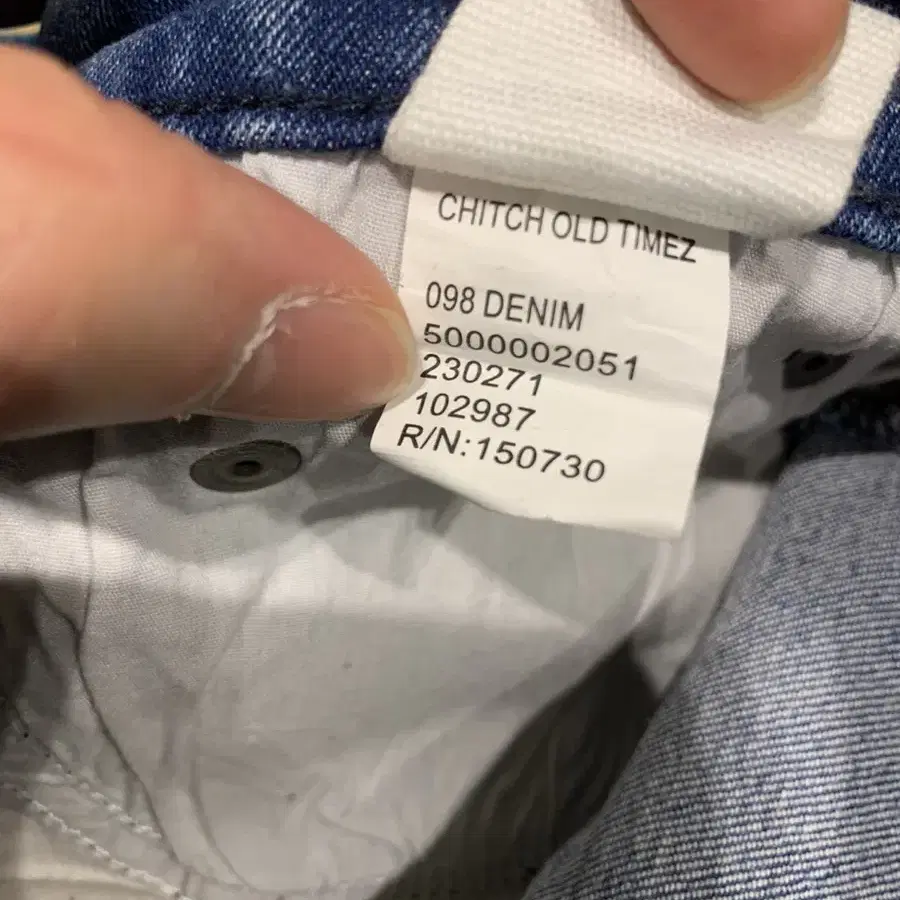 CHITCH OLD TIMEZ
098 DENIM
5000002051
230271
102987
R/N:150730